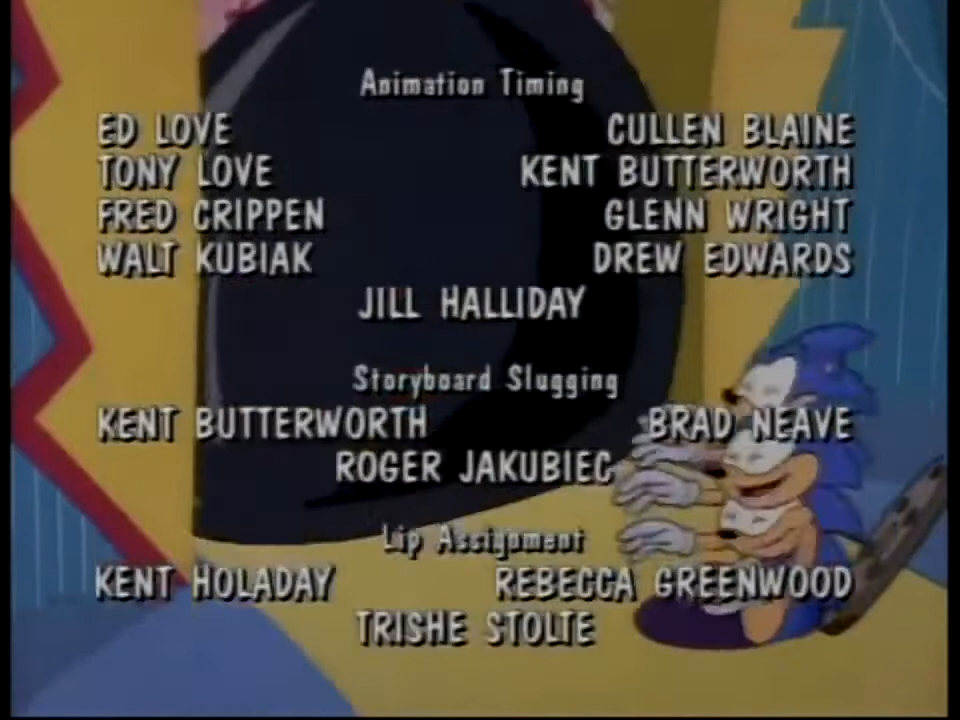 Animation Timing
ED LOVE CULLEN BLAINE
TONY LOVE KENT BUTTERWORTH
FRED CRIPPEN GLENN WRIGHT
WALT KUBIAK DREW EDWARDS
JILL HALLIDAY
Storyboard Slugging
KENT BUTTERWORTH BRAD NEAVE
ROGER JAKUBIEC
Lip Assignment
KENT HOLADAY REBECCA GREENWOOD
TRISHE STOLTE